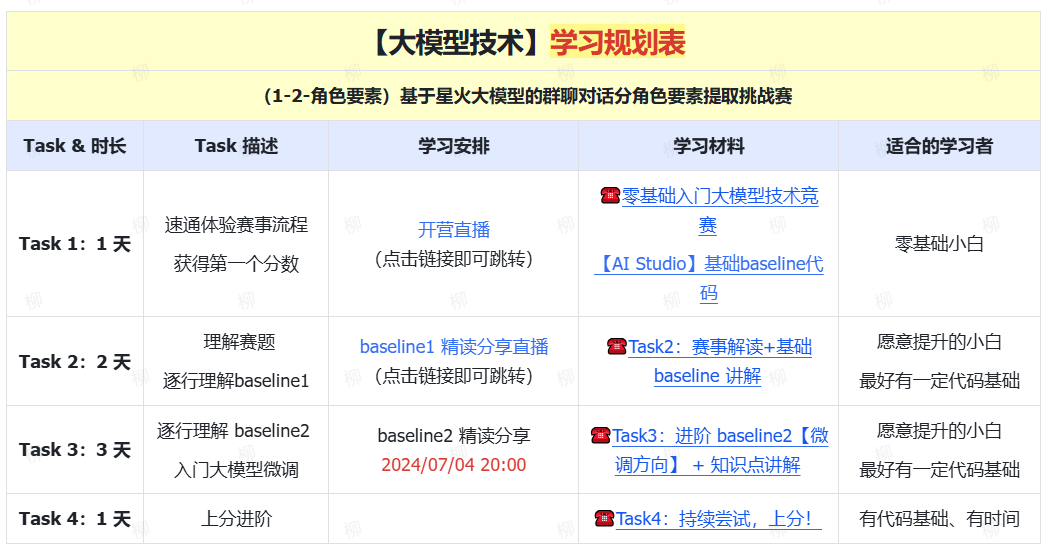 【大模型技术】学习规划表
（1-2-角色要素）基于星火大模型的群聊对话分角色要素提取挑战赛
Task & 时长
Task 描述
学习安排
学习材料
适合的学习者
Task 1：1 天
速通体验赛事流程
获得第一个分数
开营直播
（点击链接即可跳转）
☎零基础入门大模型技术竞
赛
【AI Studio】基础baseline代
码
零基础小白
Task 2：2 天
理解赛题
逐行理解baseline1
baseline1 精读分享直播
（点击链接即可跳转）
☎Task2：赛事解读+基础
baseline 讲解
愿意提升的小白
最好有一定代码基础
Task 3：3 天
逐行理解 baseline2
入门大模型微调
baseline2 精读分享
2024/07/04 20:00
☎Task3：进阶 baseline2【微
调方向】 + 知识点讲解
愿意提升的小白
最好有一定代码基础
Task 4：1 天
上分进阶
☎Task4：持续尝试，上分！
有代码基础、有时间